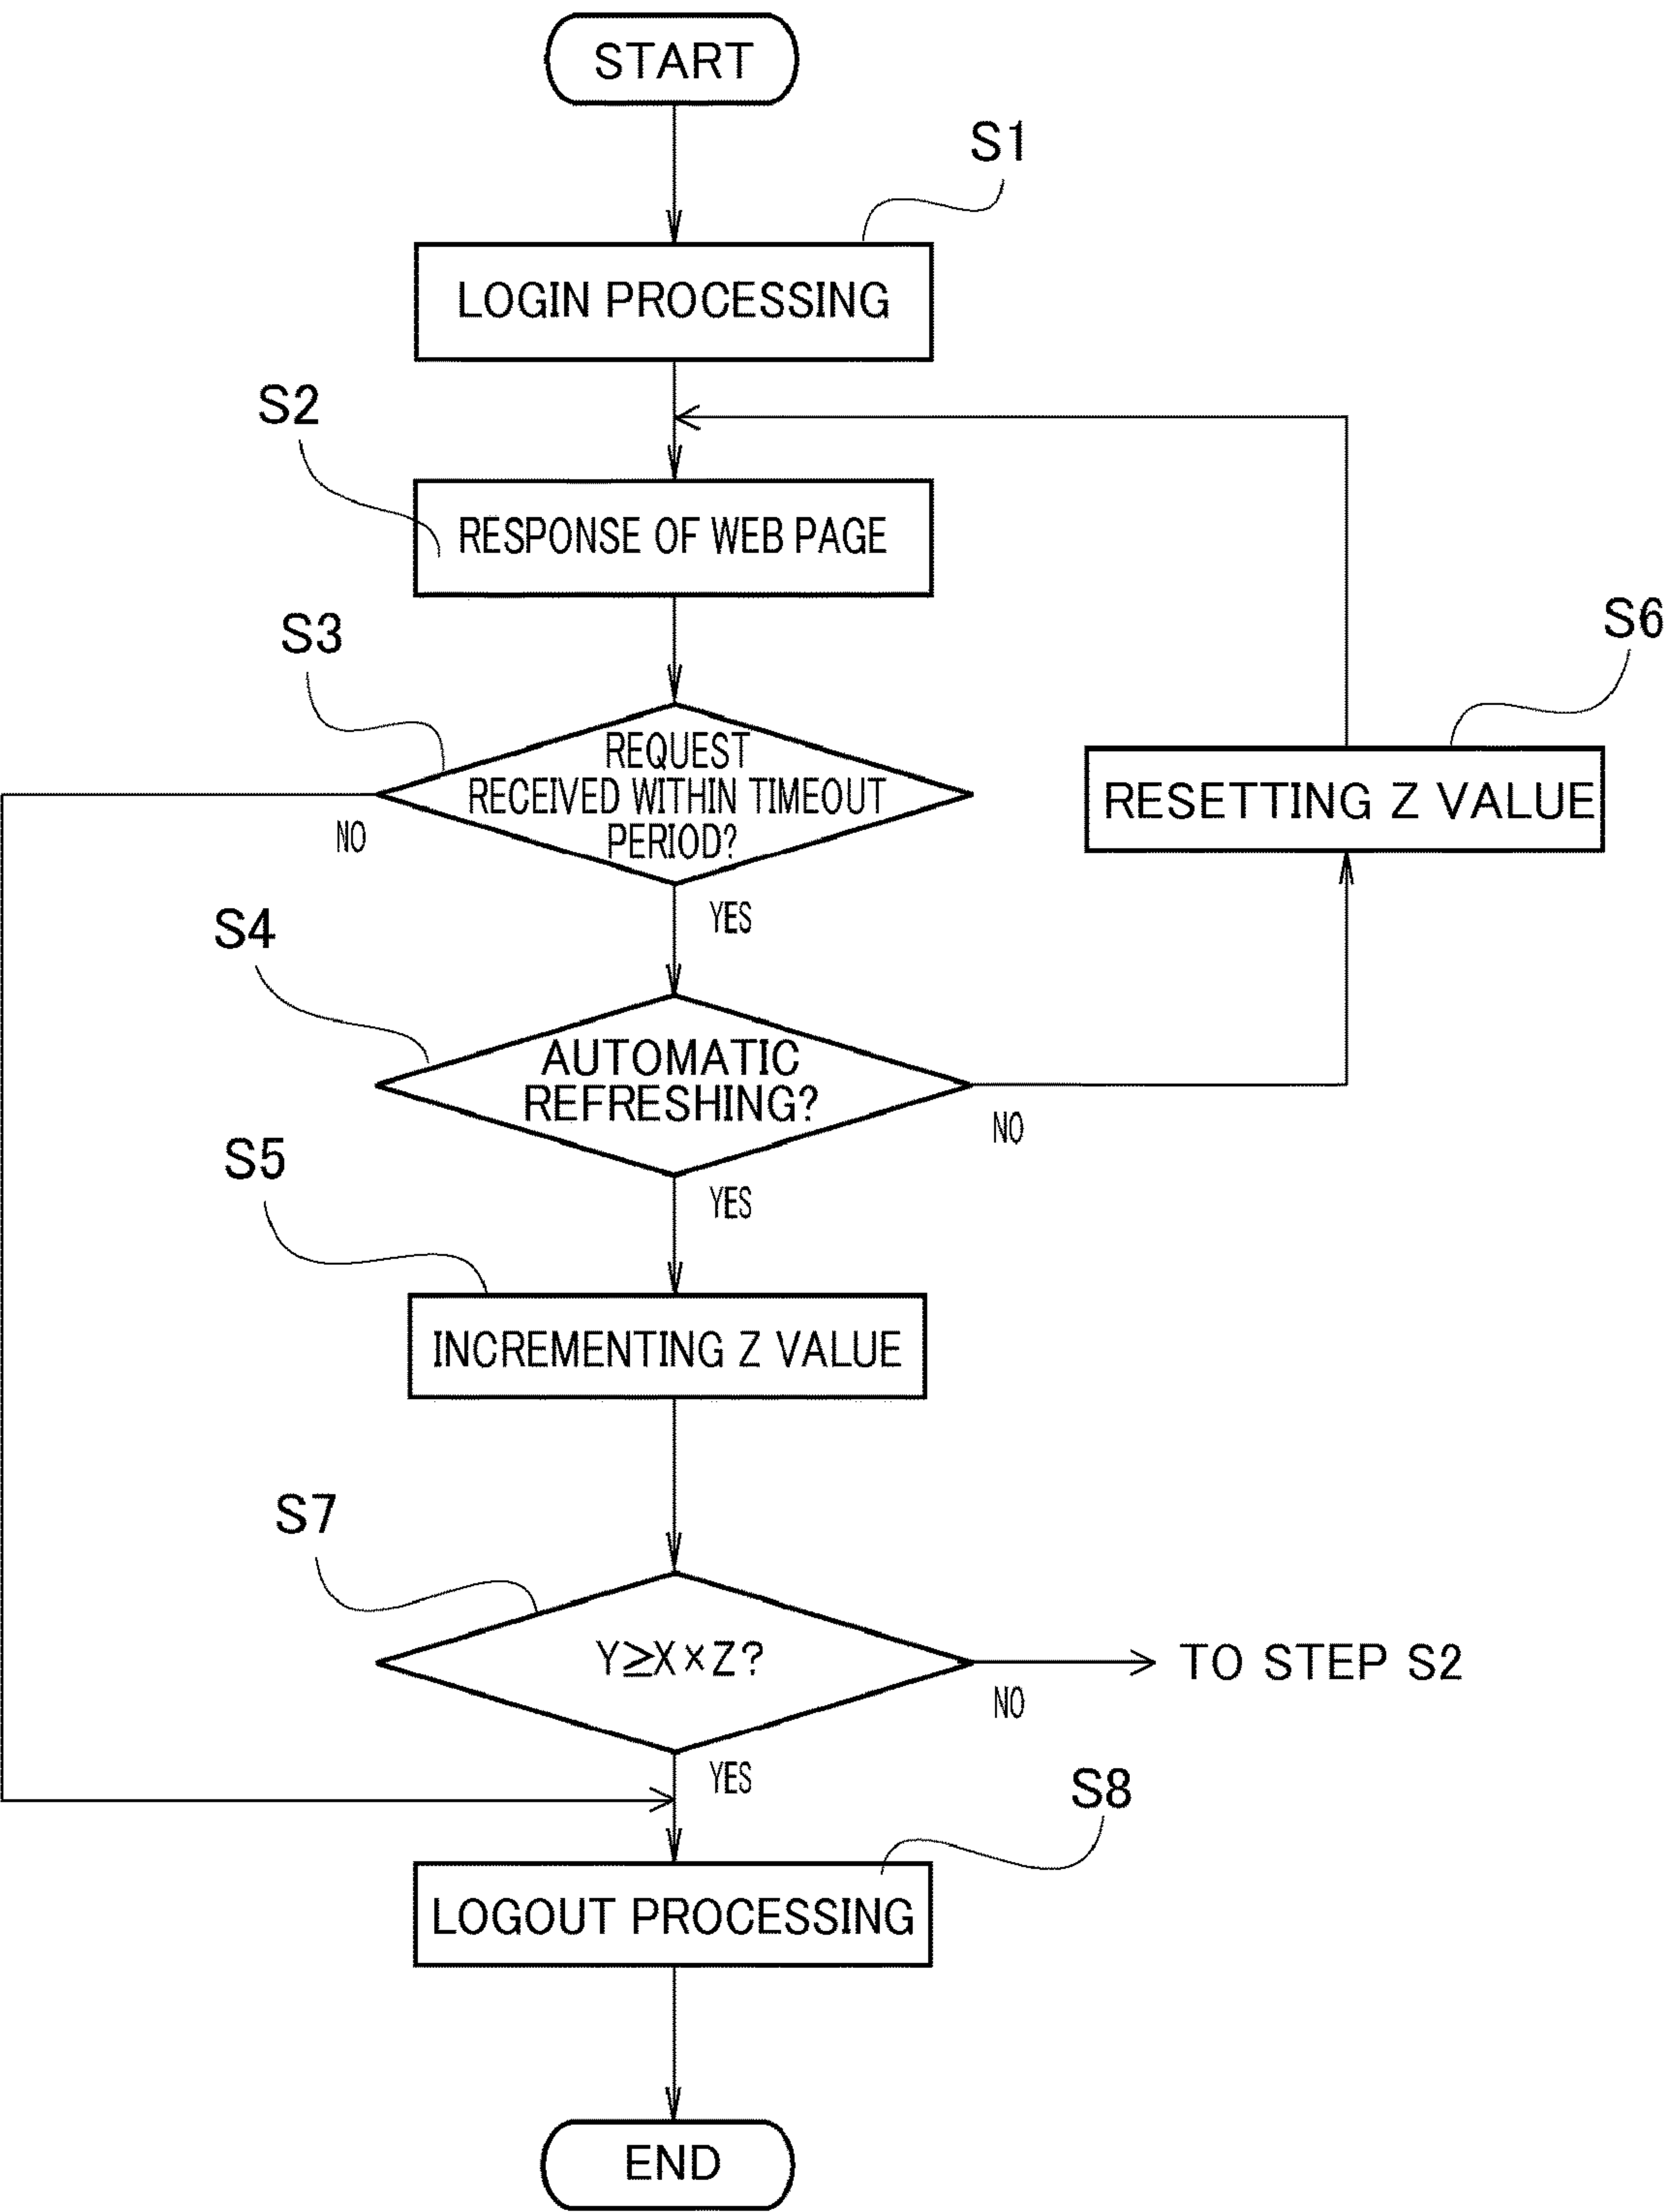 START
S1
LOGIN PROCESSING
S2
RESPONSE OF WEB PAGE
S3
S6
REQUEST
RECEIVED WITHIN TIMEOUT
PERIOD?
NO
RESETTING Z VALUE
YES
S4
AUTOMATIC
REFRESHING?
NO
S5
YES
INCREMENTING Z VALUE
S7
Y≥X×Z?
TO STEP S2
NO
YES
S8
LOGOUT PROCESSING
END